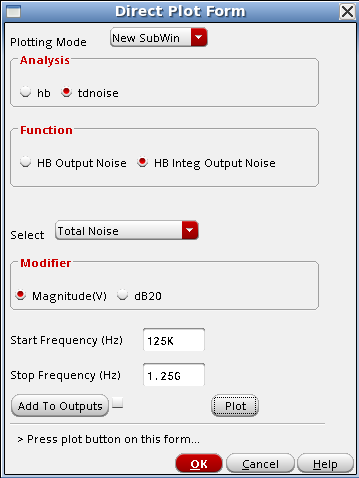 Direct Plot Form
Plotting Mode New SubWin
Analysis
hb tdnoise
Function
HB Output Noise HB Integ Output Noise
Select Total Noise
Modifier
Magnitude(V) dB20
Start Frequency (Hz) 125K
Stop Frequency (Hz) 1.25G
Add To Outputs Plot
> Press plot button on this form...
OK Cancel Help